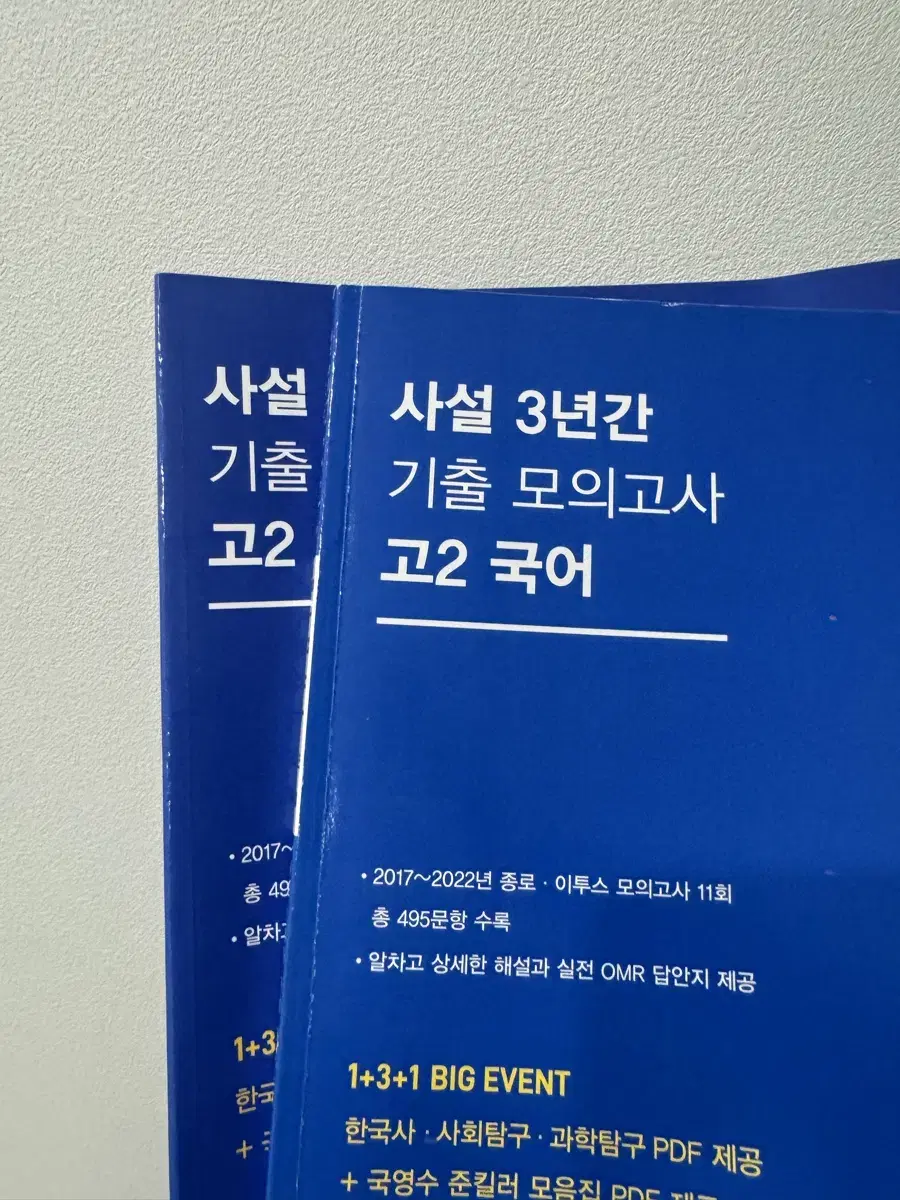 사설
기출
고2
• 2017~
총 49
• 알차고
1+3
한국
+
사설 3년간
기출 모의고사
고2 국어
• 2017~2022년 종로 · 이투스 모의고사 11회
총 495문항 수록
• 알차고 상세한 해설과 실전 OMR 답안지 제공
1+3+1 BIG EVENT
한국사 · 사회탐구 · 과학탐구 PDF 제공
+ 국영수 준킬러 모음집 PDF 제공